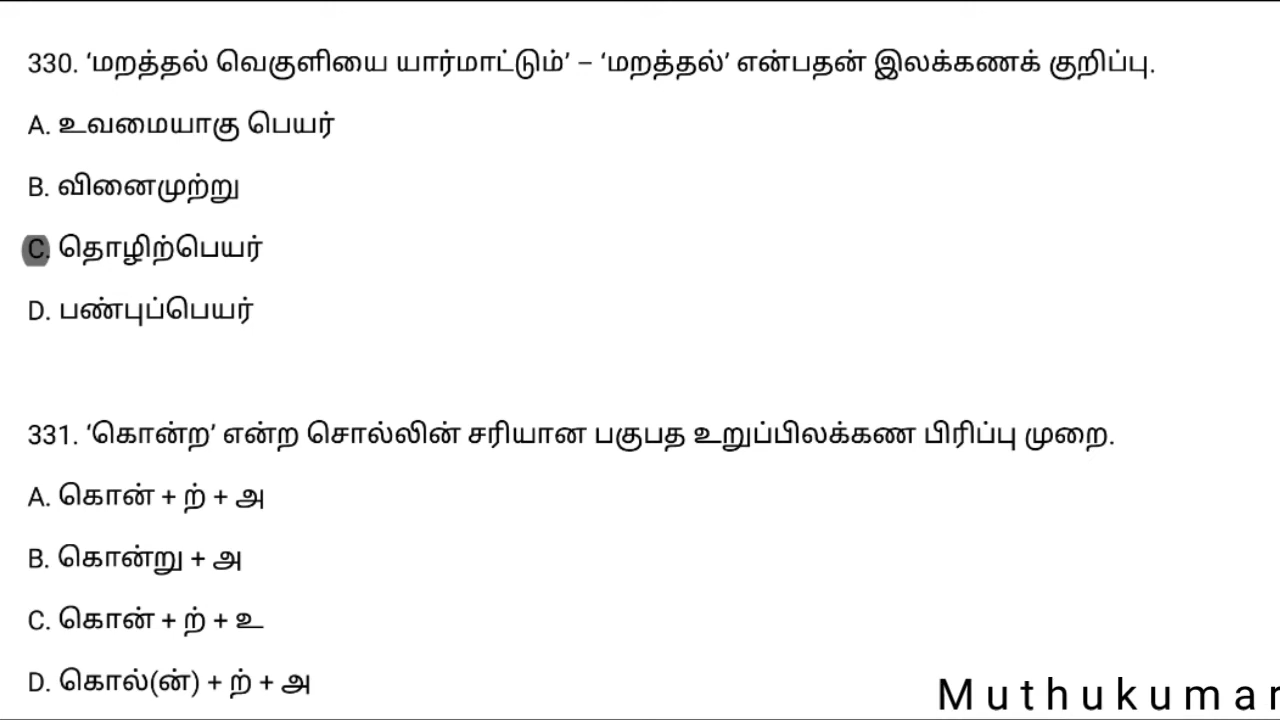 330. ‘மறத்தல் வெகுளியை யார்மாட்டும்’ – ‘மறத்தல்’ என்பதன் இலக்கணக் குறிப்பு.
A. உவமையாகு பெயர்
B. வினைமுற்று
C. தொழிற்பெயர்
D. பண்புப்பெயர்
331. ‘கொன்ற’ என்ற சொல்லின் சரியான பகுபத உறுப்பிலக்கண பிரிப்பு முறை.
A. கொன் + ற் + அ
B. கொன்று + அ
C. கொன் + ற் + உ
D. கொல்(ன்) + ற் + அ
Muthukumar